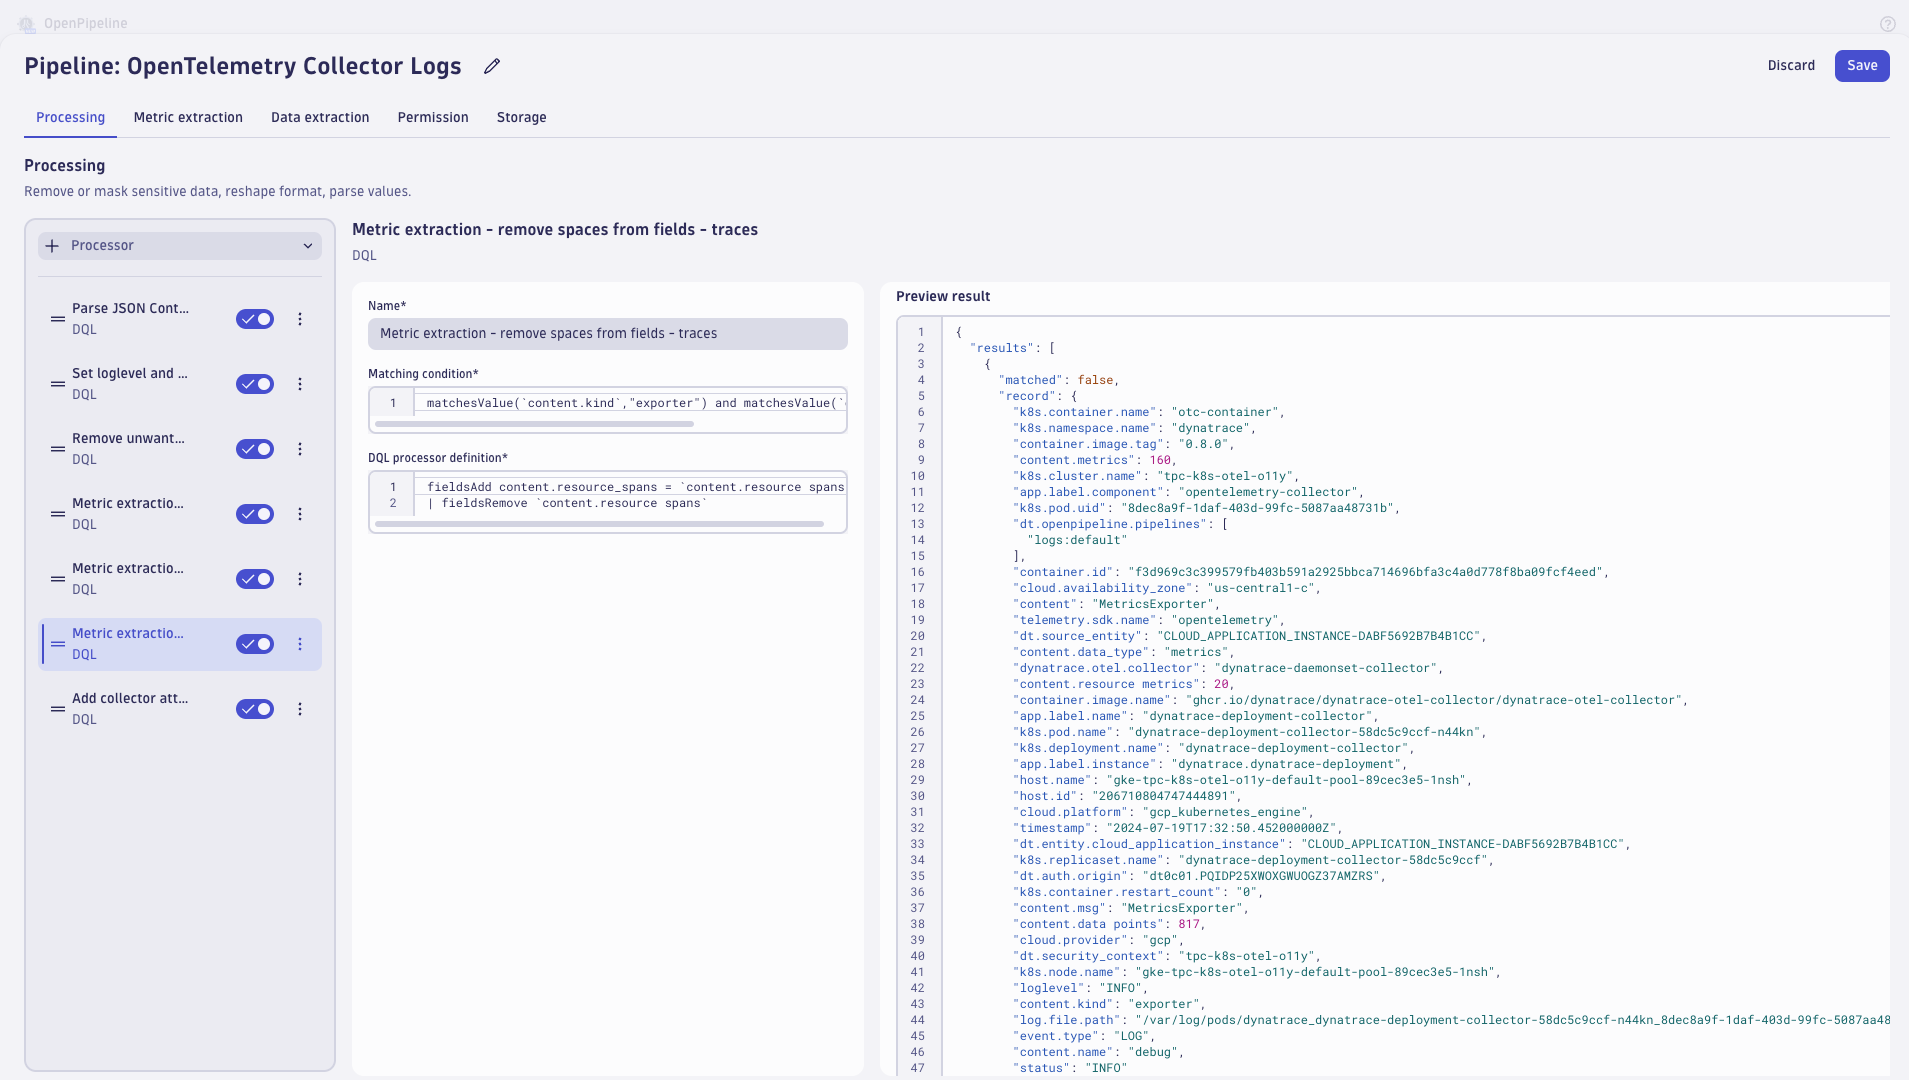 OpenPipeline
Pipeline: OpenTelemetry Collector Logs
Discard
Save
Processing
Metric extraction
Data extraction
Permission
Storage
Processing
Remove or mask sensitive data, reshape format, parse values.
Processor
Parse JSON Cont...
DQL
Set loglevel and ...
DQL
Remove unwant...
DQL
Metric extractio...
DQL
Metric extractio...
DQL
Metric extractio...
DQL
Add collector att...
DQL
Metric extraction - remove spaces from fields - traces
DQL
Name*
Metric extraction - remove spaces from fields - traces
Matching condition*
1 matchesValue(`content.kind`,"exporter") and matchesValue(`
DQL processor definition*
1 fieldsAdd content.resource_spans = `content.resource spans
2 | fieldsRemove `content.resource spans`
Preview result
1 {
2 "results": [
3 {
4 "matched": false,
5 "record": {
6 "k8s.container.name": "otc-container",
7 "k8s.namespace.name": "dynatrace",
8 "container.image.tag": "0.8.0",
9 "content.metrics": 160,
10 "k8s.cluster.name": "tpc-k8s-otel-o11y",
11 "app.label.component": "opentelemetry-collector",
12 "k8s.pod.uid": "8dec8a9f-1daf-403d-99fc-5087aa48731b",
13 "dt.openpipeline.pipelines": [
14 "logs:default"
15 ],
16 "container.id": "f3d969c3c399579fb403b591a2925bbca714696bfa3c4a0d778f8ba09fcf4eed",
17 "cloud.availability_zone": "us-central1-c",
18 "content": "MetricsExporter",
19 "telemetry.sdk.name": "opentelemetry",
20 "dt.source_entity": "CLOUD_APPLICATION_INSTANCE-DABF5692B7B4B1CC",
21 "content.data_type": "metrics",
22 "dynatrace.otel.collector": "dynatrace-daemonset-collector",
23 "content.resource metrics": 20,
24 "container.image.name": "ghcr.io/dynatrace/dynatrace-otel-collector/dynatrace-otel-collector",
25 "app.label.name": "dynatrace-deployment-collector",
26 "k8s.pod.name": "dynatrace-deployment-collector-58dc5c9ccf-n44kn",
27 "k8s.deployment.name": "dynatrace-deployment-collector",
28 "app.label.instance": "dynatrace.dynatrace-deployment",
29 "host.name": "gke-tpc-k8s-otel-o11y-default-pool-89cec3e5-1nsh",
30 "host.id": "206710804747444891",
31 "cloud.platform": "gcp_kubernetes_engine",
32 "timestamp": "2024-07-19T17:32:50.452000000Z",
33 "dt.entity.cloud_application_instance": "CLOUD_APPLICATION_INSTANCE-DABF5692B7B4B1CC",
34 "k8s.replicaset.name": "dynatrace-deployment-collector-58dc5c9ccf",
35 "dt.auth.origin": "dt0c01.PQIDP25XWOXGWUOGZ37AMZRS",
36 "k8s.container.restart_count": "0",
37 "content.msg": "MetricsExporter",
38 "content.data points": 817,
39 "cloud.provider": "gcp",
40 "dt.security_context": "tpc-k8s-otel-o11y",
41 "k8s.node.name": "gke-tpc-k8s-otel-o11y-default-pool-89cec3e5-1nsh",
42 "loglevel": "INFO",
43 "content.kind": "exporter",
44 "log.file.path": "/var/log/pods/dynatrace_dynatrace-deployment-collector-58dc5c9ccf-n44kn_8dec8a9f-1daf-403d-99fc-5087aa48
45 "event.type": "LOG",
46 "content.name": "debug",
47 "status": "INFO"